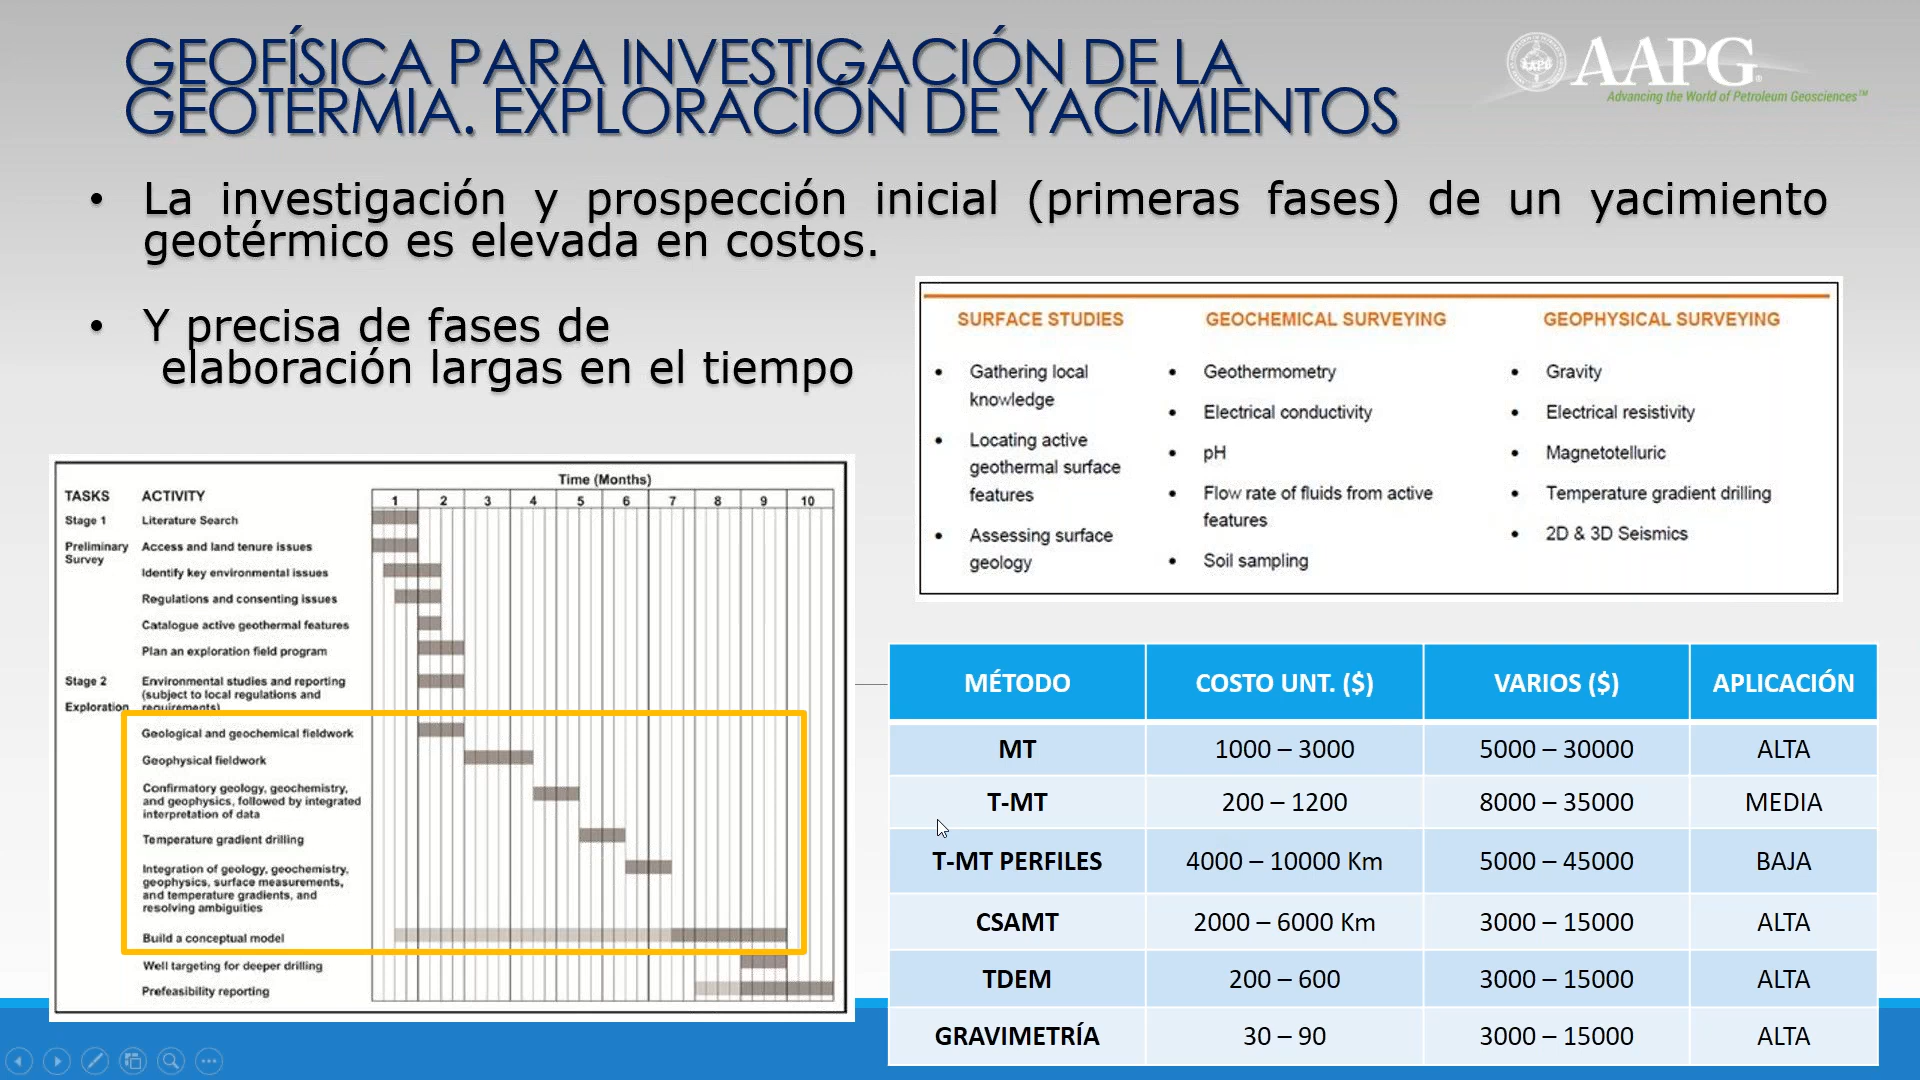 GEOFÍSICA PARA INVESTIGACIÓN DE LA
GEOTERMIA. EXPLORACIÓN DE YACIMIENTOS
AAPG
Advancing the World of Petroleum Geosciences™
• La investigación y prospección inicial (primeras fases) de un yacimiento
geotérmico es elevada en costos.
• Y precisa de fases de
elaboración largas en el tiempo
SURFACE STUDIES
• Gathering local
knowledge
• Locating active
geothermal surface
features
• Assessing surface
geology
GEOCHEMICAL SURVEYING
• Geothermometry
• Electrical conductivity
• pH
• Flow rate of fluids from active
features
• Soil sampling
GEOPHYSICAL SURVEYING
• Gravity
• Electrical resistivity
• Magnetotelluric
• Temperature gradient drilling
• 2D & 3D Seismics
Time (Months)
TASKS ACTIVITY 1 2 3 4 5 6 7 8 9 10
Stage 1 Literature Search
Preliminary Access and land tenure issues
Survey
Identify key environmental issues
Regulations and consenting issues
Catalogue active geothermal features
Plan an exploration field program
Stage 2 Environmental studies and reporting
(subject to local regulations and
Exploration requirements)
Geological and geochemical fieldwork
Geophysical fieldwork
Confirmatory geology, geochemistry,
and geophysics, followed by integrated
interpretation of data
Temperature gradient drilling
Integration of geology, geochemistry,
geophysics, surface measurements,
and temperature gradients, and
resolving ambiguities
Build a conceptual model
Well targeting for deeper drilling
Prefeasibility reporting
MÉTODO COSTO UNT. ($) VARIOS ($) APLICACIÓN
MT 1000 – 3000 5000 – 30000 ALTA
T-MT 200 – 1200 8000 – 35000 MEDIA
T-MT PERFILES 4000 – 10000 Km 5000 – 45000 BAJA
CSAMT 2000 – 6000 Km 3000 – 15000 ALTA
TDEM 200 – 600 3000 – 15000 ALTA
GRAVIMETRÍA 30 – 90 3000 – 15000 ALTA